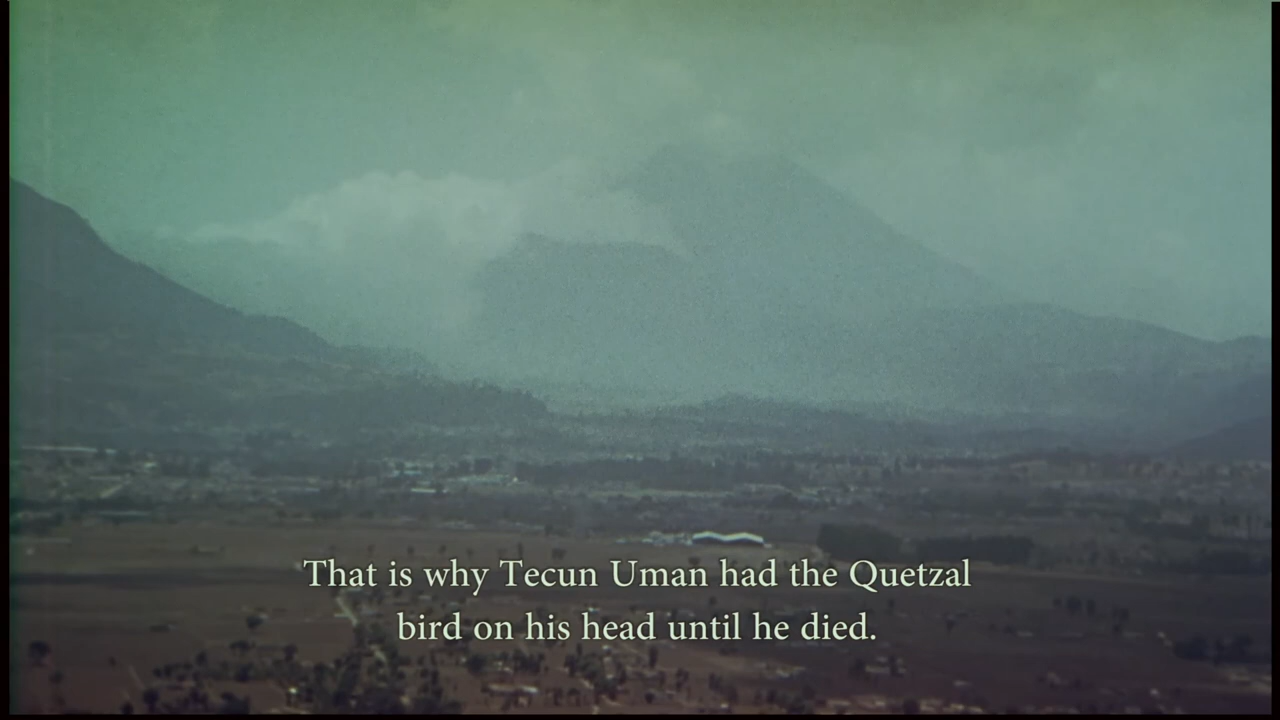 That is why Tecun Uman had the Quetzal
bird on his head until he died.